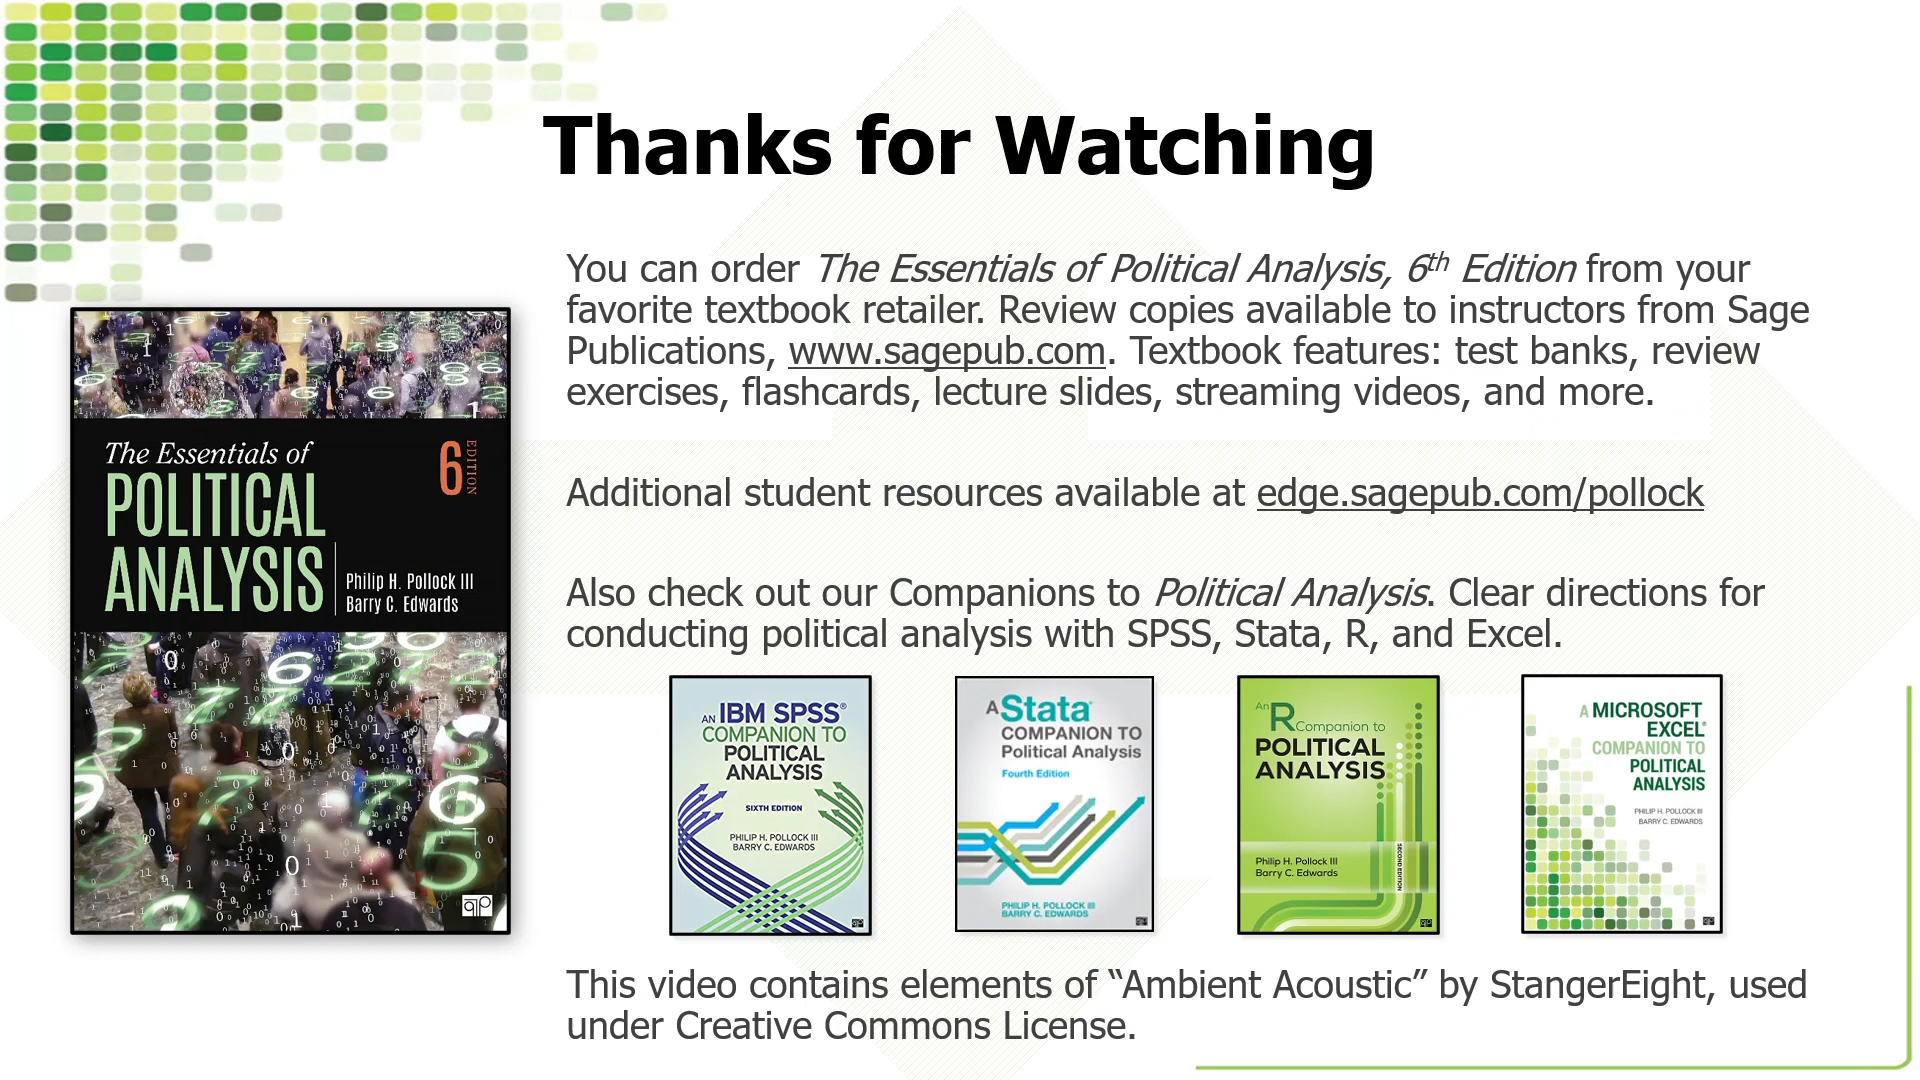 Thanks for Watching
You can order The Essentials of Political Analysis, 6th Edition from your
favorite textbook retailer. Review copies available to instructors from Sage
Publications, www.sagepub.com. Textbook features: test banks, review
exercises, flashcards, lecture slides, streaming videos, and more.
Additional student resources available at edge.sagepub.com/pollock
Also check out our Companions to Political Analysis. Clear directions for
conducting political analysis with SPSS, Stata, R, and Excel.
The Essentials of
POLITICAL
ANALYSIS
6 EDITION
Philip H. Pollock III
Barry C. Edwards
AN IBM SPSS®
COMPANION TO
POLITICAL
ANALYSIS
SIXTH EDITION
PHILIP H. POLLOCK III
BARRY C. EDWARDS
A Stata®
COMPANION TO
Political Analysis
Fourth Edition
PHILIP H. POLLOCK III
BARRY C. EDWARDS
An R Companion to
POLITICAL
ANALYSIS
Philip H. Pollock III
Barry C. Edwards
SECOND EDITION
A MICROSOFT
EXCEL®
COMPANION TO
POLITICAL
ANALYSIS
PHILIP H. POLLOCK III
BARRY C. EDWARDS
This video contains elements of “Ambient Acoustic” by StangerEight, used
under Creative Commons License.